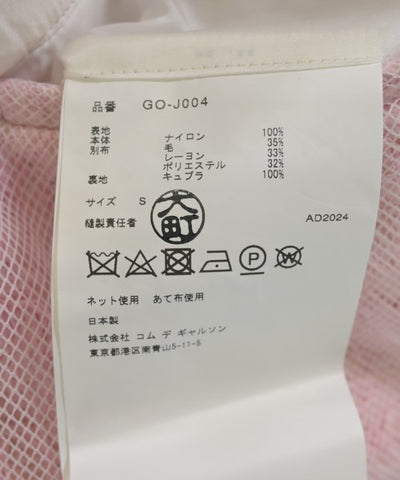 品番 GO-J004
表地
本体 ナイロン 100%
別布 毛 35%
レーヨン 33%
ポリエステル 32%
裏地 キュプラ 100%
サイズ S
縫製責任者 大町
AD2024
P W
ネット使用 あて布使用
日本製
株式会社 コム デ ギャルソン
東京都港区南青山5-11-5